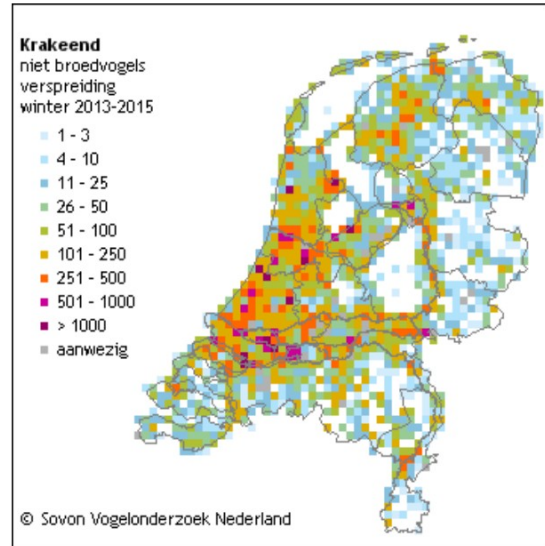 Krakeend
niet broedvogels
verspreiding
winter 2013-2015
1 - 3
4 - 10
11 - 25
26 - 50
51 - 100
101 - 250
251 - 500
501 - 1000
> 1000
aanwezig
© Sovon Vogelonderzoek Nederland